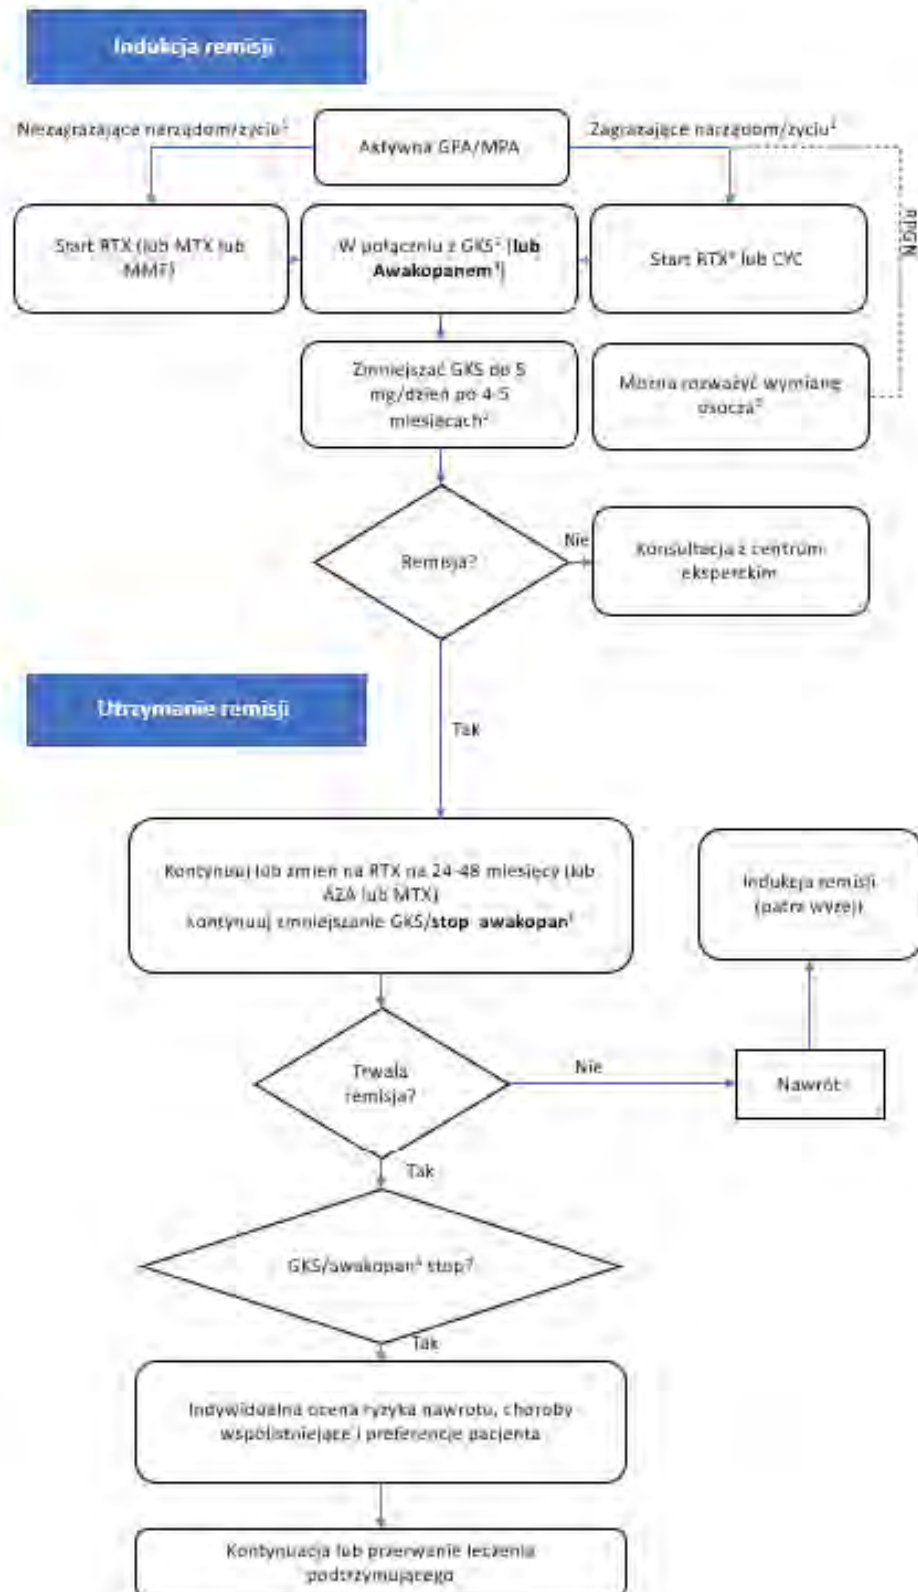 Indukcja remisji
Niezagrażające narządom/życiu¹
Aktywna GPA/MPA
Zagrażające narządom/życiu¹
Start RTX (lub MTX lub
MMF)
W połączeniu z GKS² (lub
Awakopanem³)
Start RTX⁴ lub CYC
RPGN
Zmniejszać GKS do 5
mg/dzień po 4-5
miesiącach²
Można rozważyć wymianę
osocza⁵
Remisja?
Nie
Konsultacja z centrum
eksperckim
Utrzymanie remisji
Tak
Kontynuuj lub zmień na RTX na 24-48 miesięcy (lub
AZA lub MTX)
Kontynuuj zmniejszanie GKS/stop awakopan³
Indukcja remisji
(patrz wyżej)
Trwała
remisja?
Nie
Nawrót
Tak
GKS/awakopan³ stop?
Tak
Indywidualna ocena ryzyka nawrotu, choroby
współistniejące i preferencje pacjenta
Kontynuacja lub przerwanie leczenia
podtrzymującego